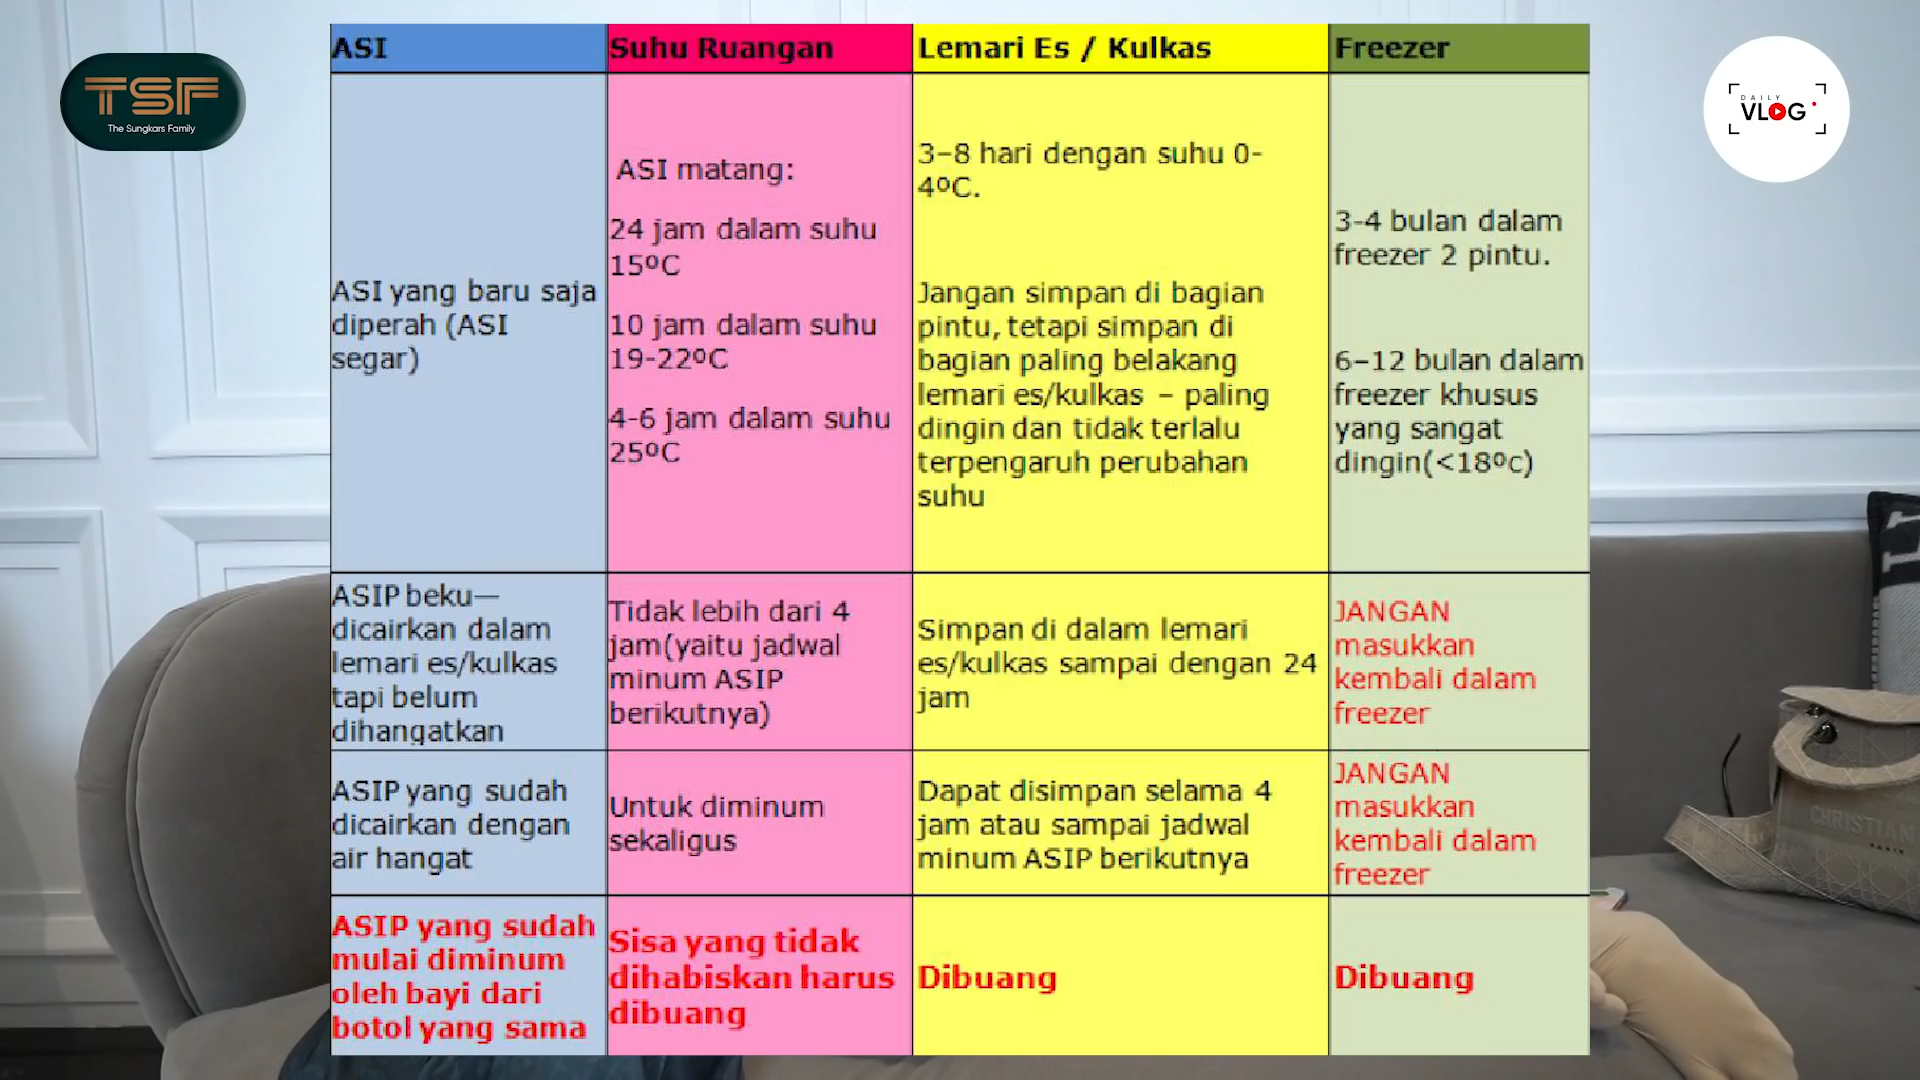 TSF
The Sungkars Family
DAILY
VLOG
ASI
Suhu Ruangan
Lemari Es / Kulkas
Freezer
ASI yang baru saja
diperah (ASI
segar)
ASI matang:
24 jam dalam suhu
15ºC
10 jam dalam suhu
19-22ºC
4-6 jam dalam suhu
25ºC
3–8 hari dengan suhu 0-
4ºC.
Jangan simpan di bagian
pintu, tetapi simpan di
bagian paling belakang
lemari es/kulkas – paling
dingin dan tidak terlalu
terpengaruh perubahan
suhu
3-4 bulan dalam
freezer 2 pintu.
6–12 bulan dalam
freezer khusus
yang sangat
dingin(<18ºc)
ASIP beku—
dicairkan dalam
lemari es/kulkas
tapi belum
dihangatkan
Tidak lebih dari 4
jam(yaitu jadwal
minum ASIP
berikutnya)
Simpan di dalam lemari
es/kulkas sampai dengan 24
jam
JANGAN
masukkan
kembali dalam
freezer
ASIP yang sudah
dicairkan dengan
air hangat
Untuk diminum
sekaligus
Dapat disimpan selama 4
jam atau sampai jadwal
minum ASIP berikutnya
JANGAN
masukkan
kembali dalam
freezer
ASIP yang sudah
mulai diminum
oleh bayi dari
botol yang sama
Sisa yang tidak
dihabiskan harus
dibuang
Dibuang
Dibuang
CHRISTIAN